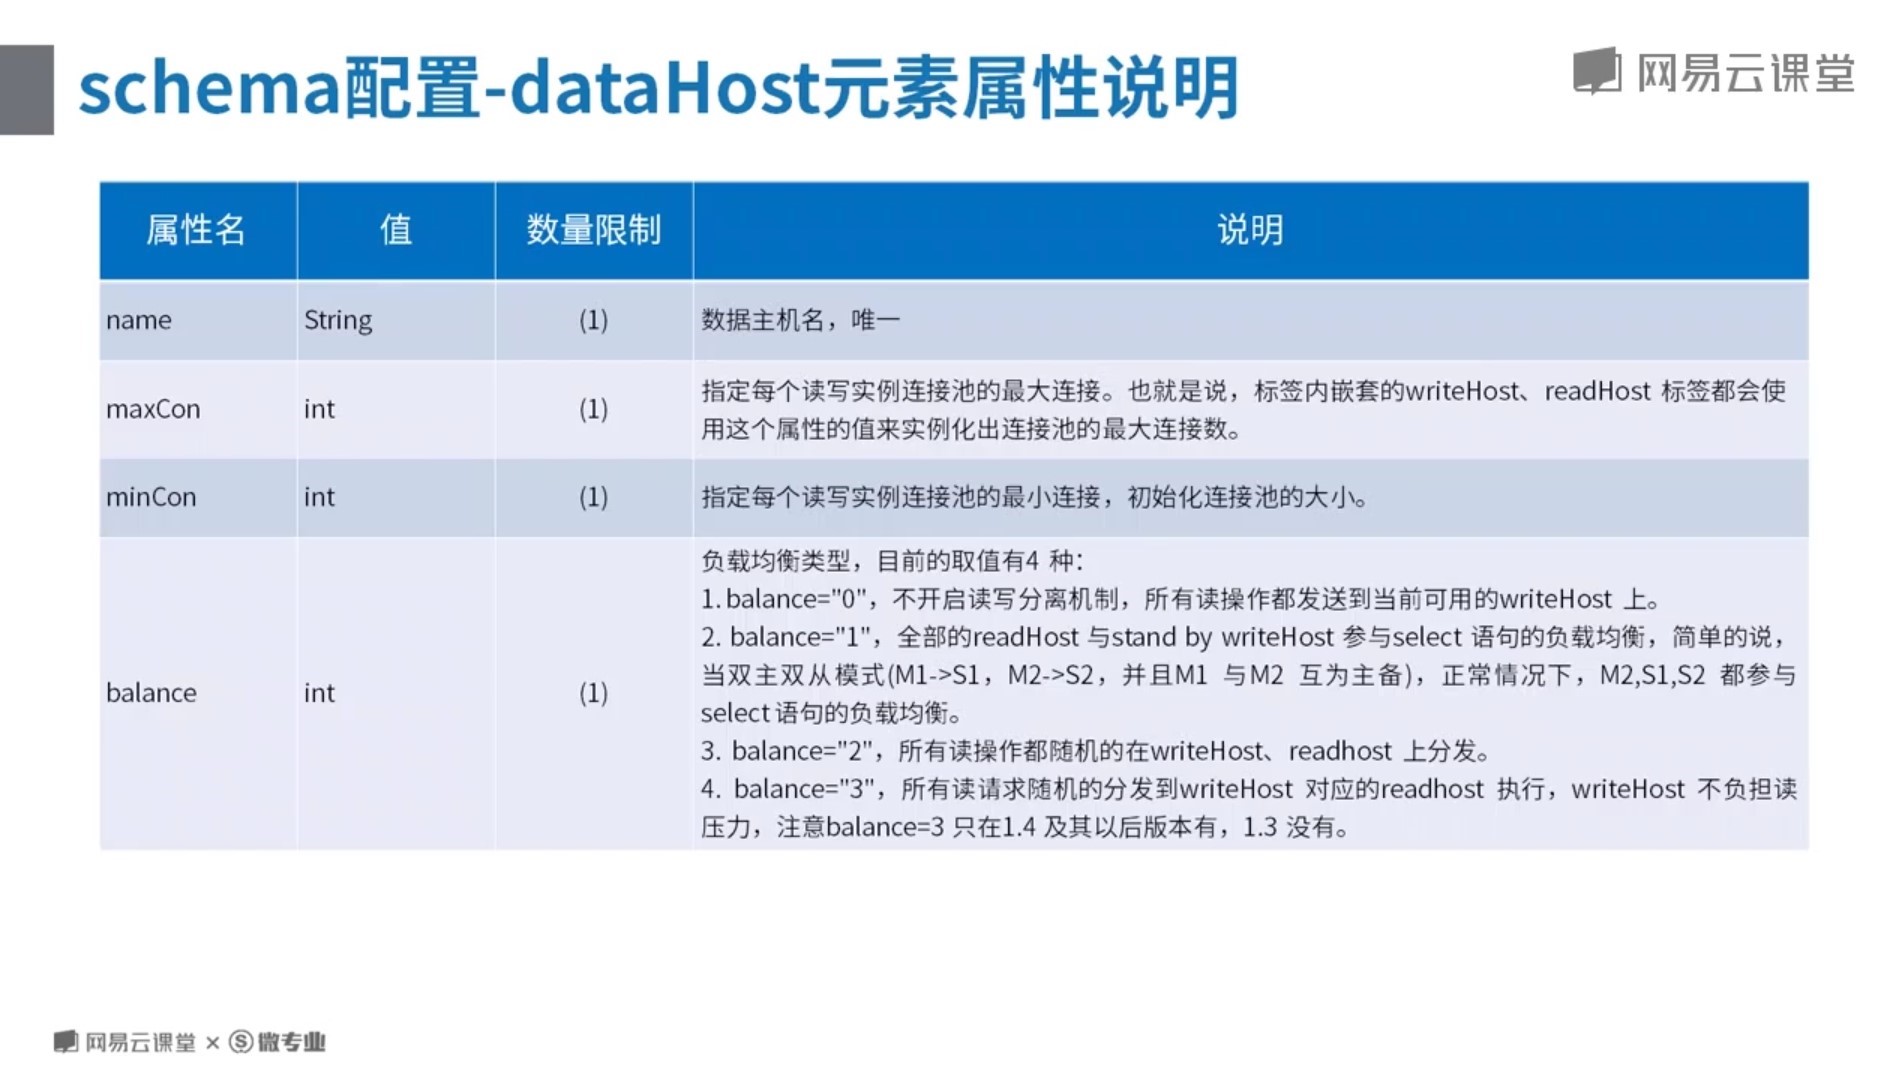 schema配置-dataHost元素属性说明
网易云课堂
属性名 值 数量限制 说明
name String (1) 数据主机名，唯一
maxCon int (1) 指定每个读写实例连接池的最大连接。也就是说，标签内嵌套的writeHost、readHost 标签都会使
用这个属性的值来实例化出连接池的最大连接数。
minCon int (1) 指定每个读写实例连接池的最小连接，初始化连接池的大小。
balance int (1)
负载均衡类型，目前的取值有4 种：
1. balance="0"，不开启读写分离机制，所有读操作都发送到当前可用的writeHost 上。
2. balance="1"，全部的readHost 与stand by writeHost 参与select 语句的负载均衡，简单的说，
当双主双从模式(M1->S1，M2->S2，并且M1 与M2 互为主备)，正常情况下，M2,S1,S2 都参与
select 语句的负载均衡。
3. balance="2"，所有读操作都随机的在writeHost、readhost 上分发。
4. balance="3"，所有读请求随机的分发到writeHost 对应的readhost 执行，writeHost 不负担读
压力，注意balance=3 只在1.4 及其以后版本有，1.3 没有。
网易云课堂 × S 微专业